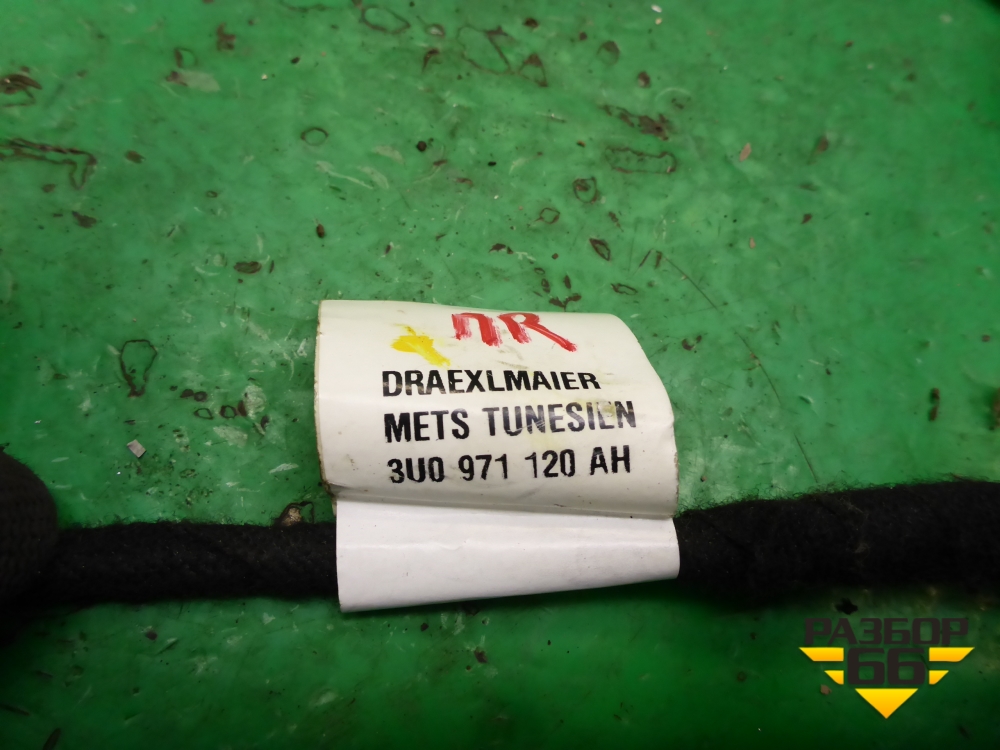 ПR
DRAEXLMAIER
METS TUNESIEN
3U0 971 120 AH
РАЗБОР
66